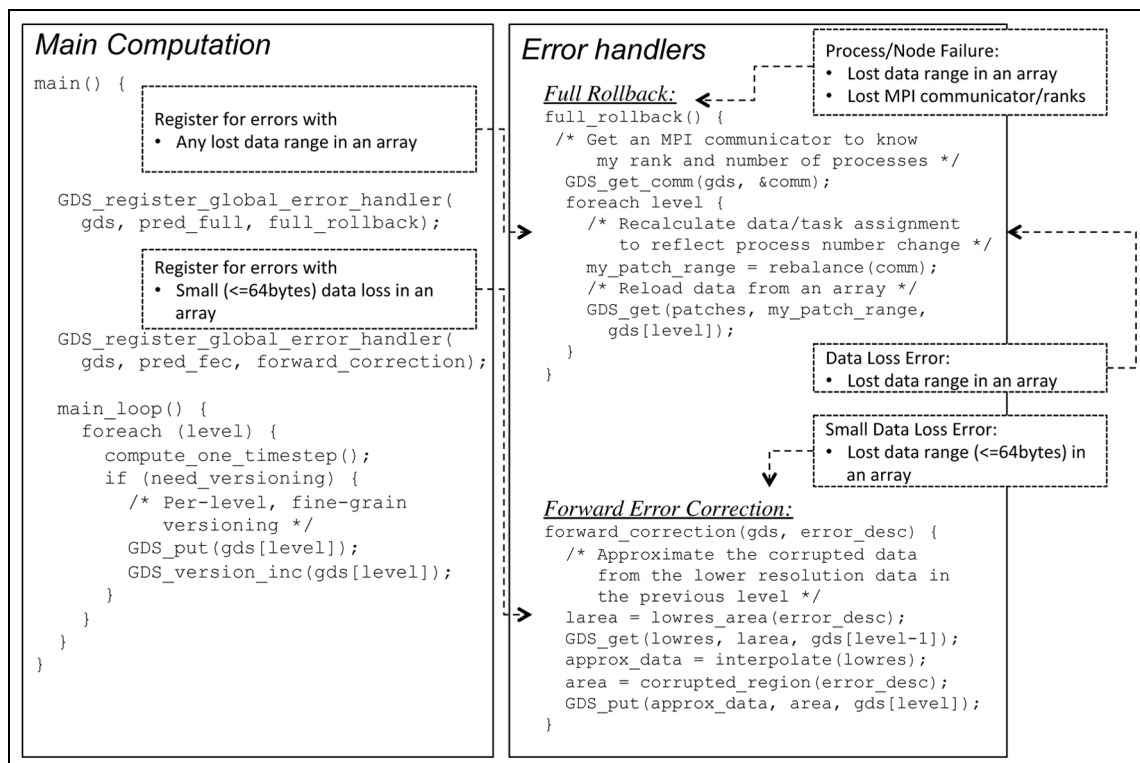 Main Computation
main() {
Register for errors with
• Any lost data range in an array
GDS_register_global_error_handler(
gds, pred_full, full_rollback);
Register for errors with
• Small (<=64bytes) data loss in an
array
GDS_register_global_error_handler(
gds, pred_fec, forward_correction);
main_loop() {
foreach (level) {
compute_one_timestep();
if (need_versioning) {
/* Per-level, fine-grain
versioning */
GDS_put(gds[level]);
GDS_version_inc(gds[level]);
}
}
}
}
Error handlers
Process/Node Failure:
• Lost data range in an array
• Lost MPI communicator/ranks
Full Rollback:
full_rollback() {
/* Get an MPI communicator to know
my rank and number of processes */
GDS_get_comm(gds, &comm);
foreach level {
/* Recalculate data/task assignment
to reflect process number change */
my_patch_range = rebalance(comm);
/* Reload data from an array */
GDS_get(patches, my_patch_range,
gds[level]);
}
}
Data Loss Error:
• Lost data range in an array
Small Data Loss Error:
• Lost data range (<=64bytes) in
an array
Forward Error Correction:
forward_correction(gds, error_desc) {
/* Approximate the corrupted data
from the lower resolution data in
the previous level */
larea = lowres_area(error_desc);
GDS_get(lowres, larea, gds[level-1]);
approx_data = interpolate(lowres);
area = corrupted_region(error_desc);
GDS_put(approx_data, area, gds[level]);
}